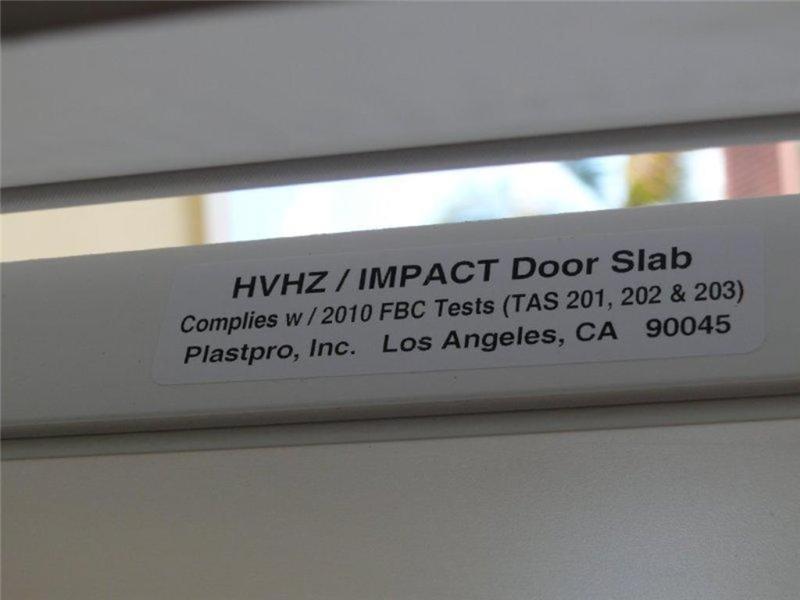 HVHZ / IMPACT Door Slab
Complies w / 2010 FBC Tests (TAS 201, 202 & 203)
Plastpro, Inc. Los Angeles, CA 90045